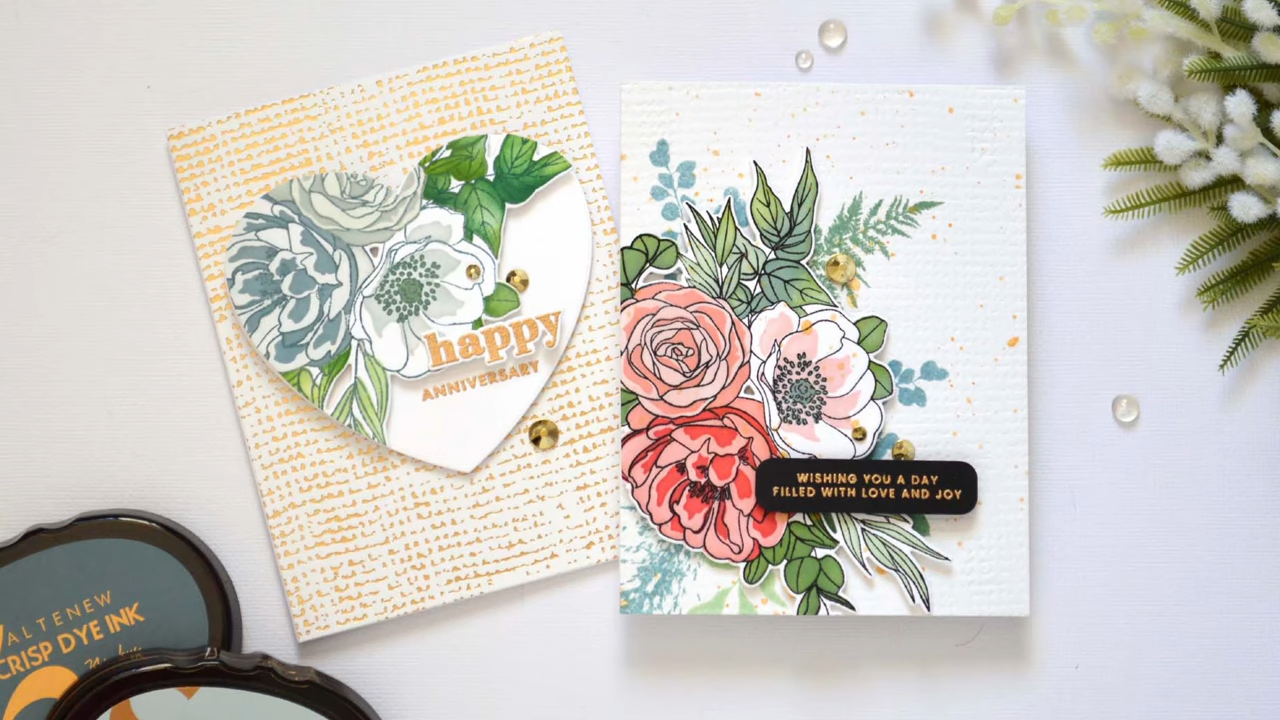 happy
ANNIVERSARY
WISHING YOU A DAY
FILLED WITH LOVE AND JOY
ALTENEW
CRISP DYE INK